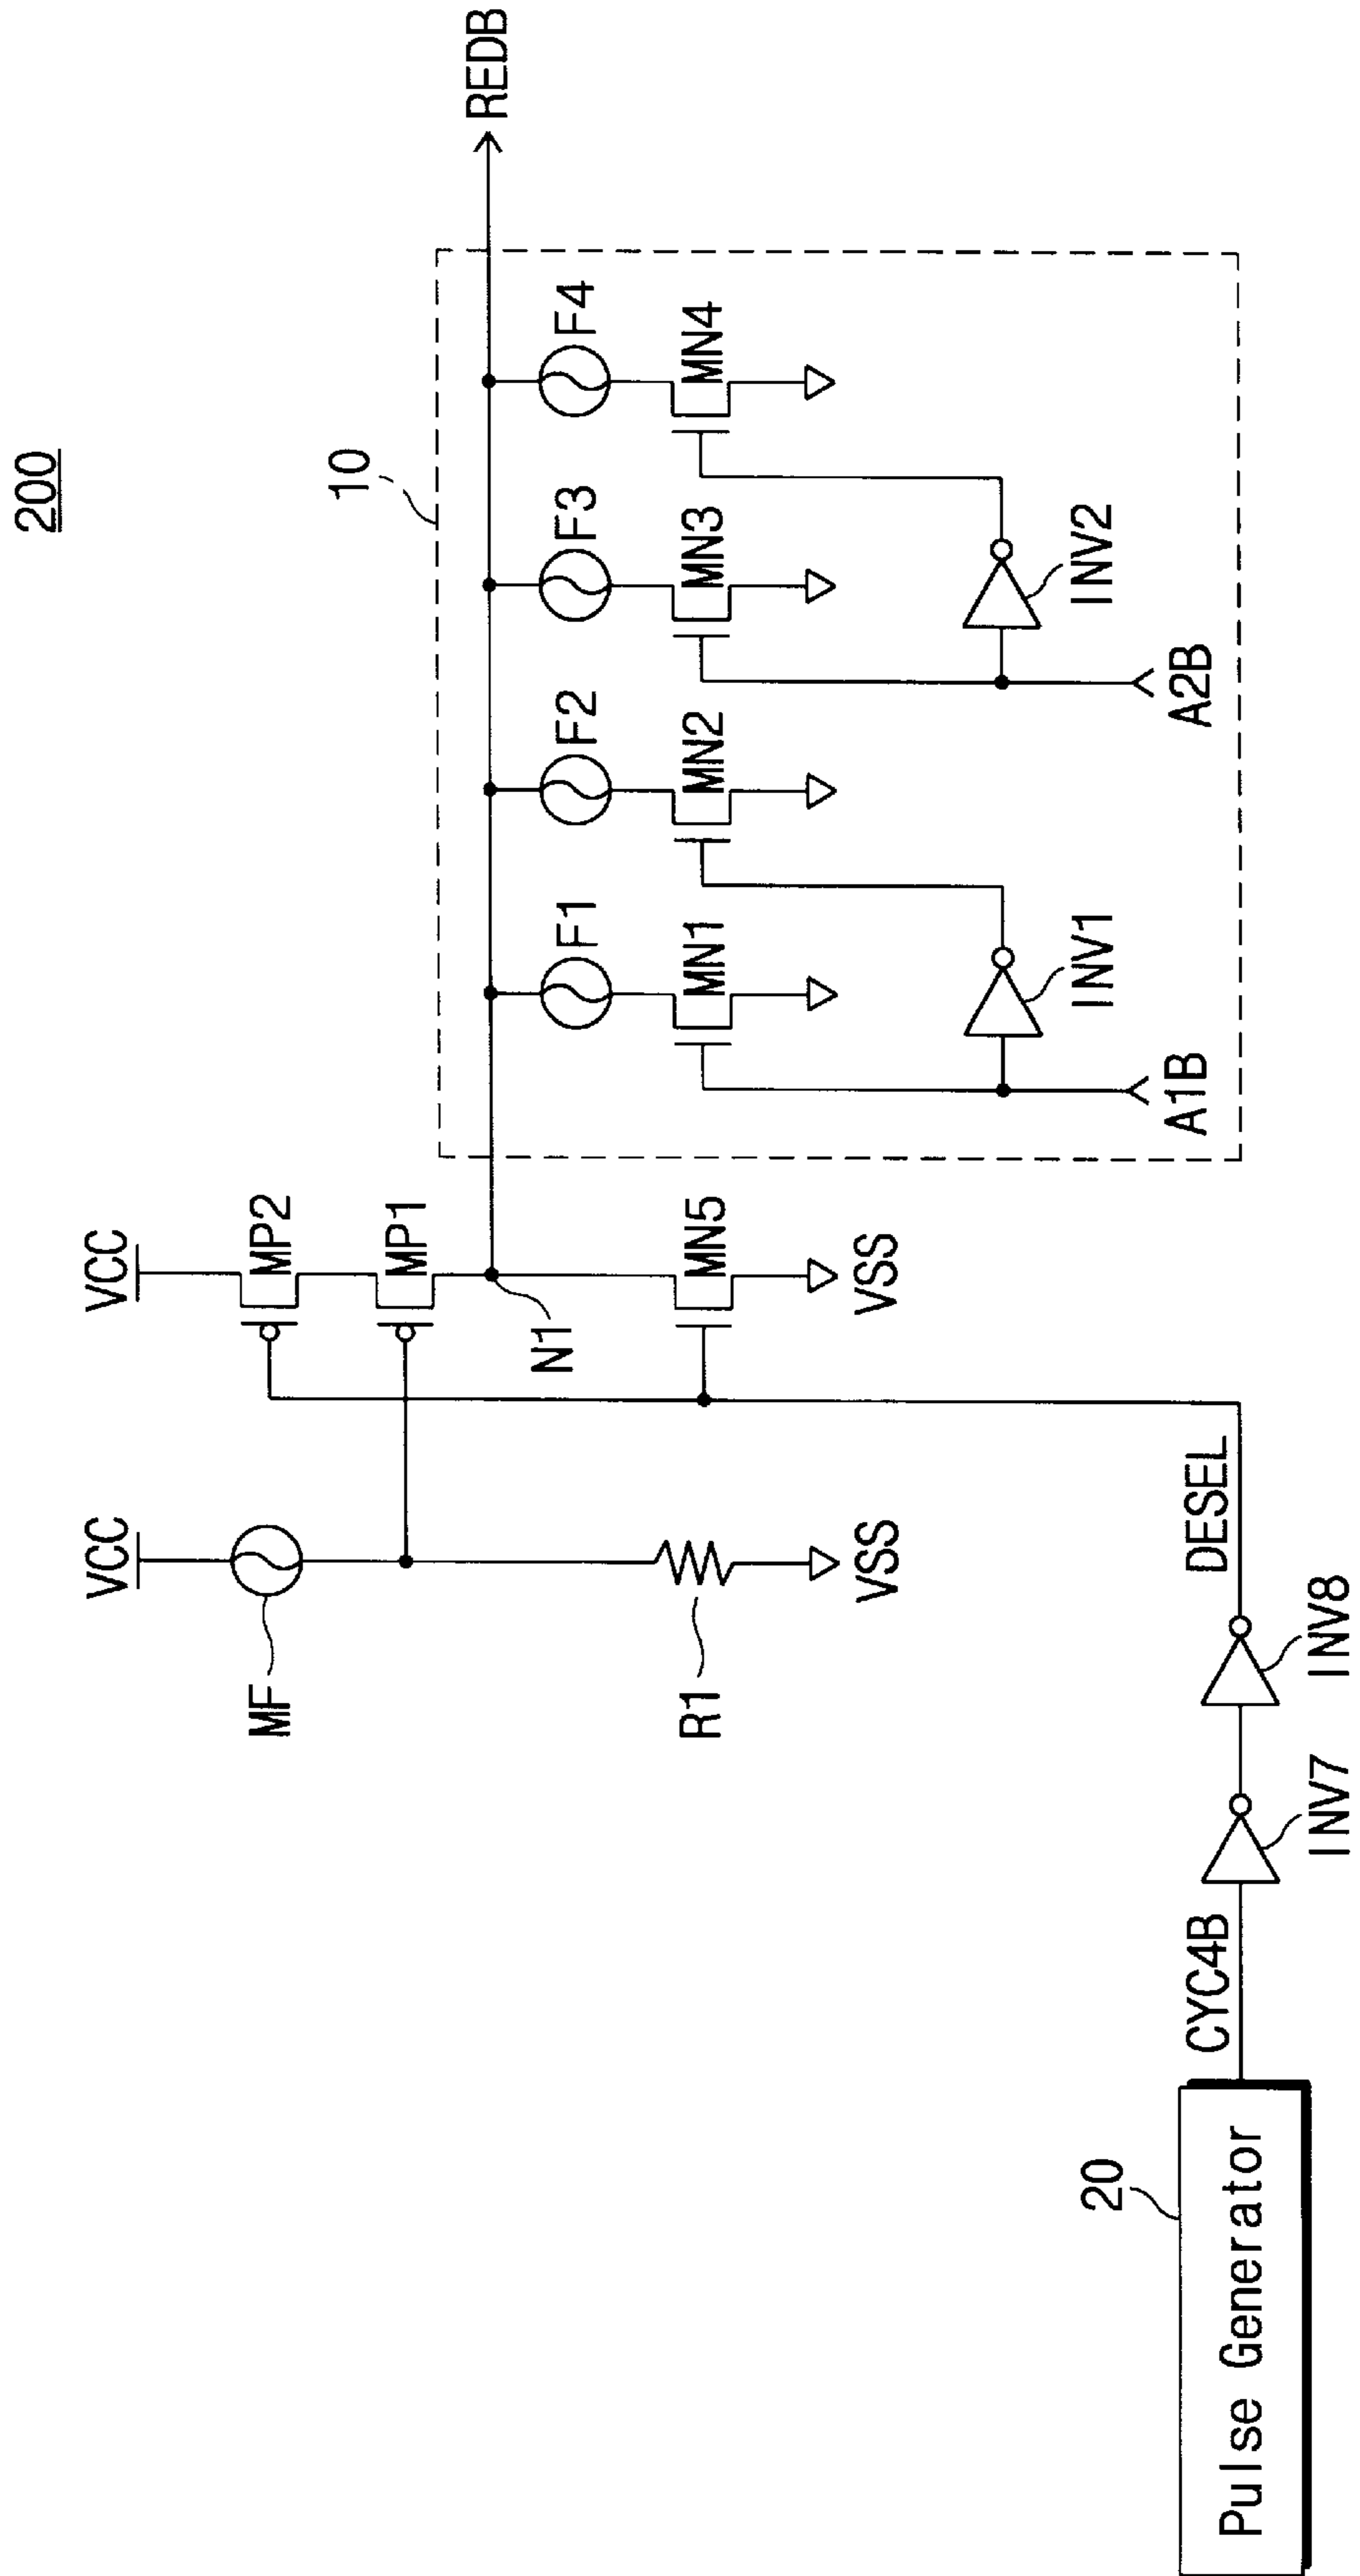 200
VCC
VCC
MF
MP2
MP1
N1
R1
MN5
VSS
VSS
10
REDB
F1
F2
F3
F4
MN1
MN2
MN3
MN4
INV1
INV2
A1B
A2B
20
Pulse Generator
CYC4B
INV7
INV8
DESEL